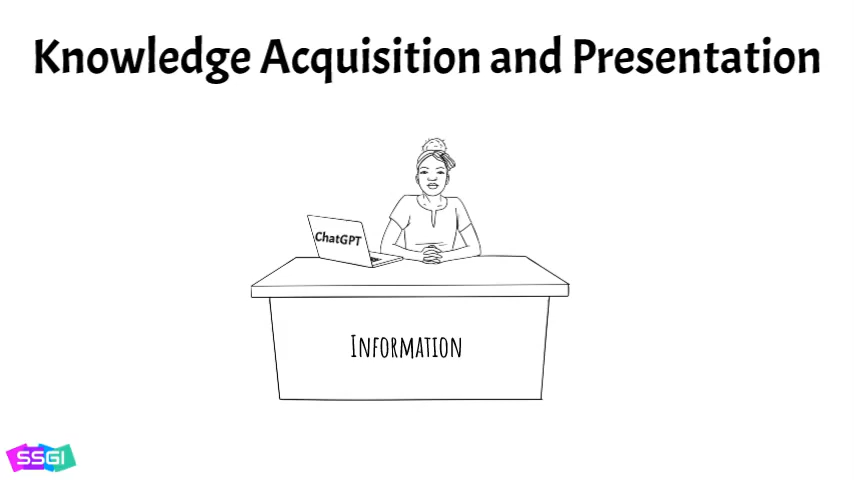 Knowledge Acquisition and Presentation
ChatGPT
Information
SSGI